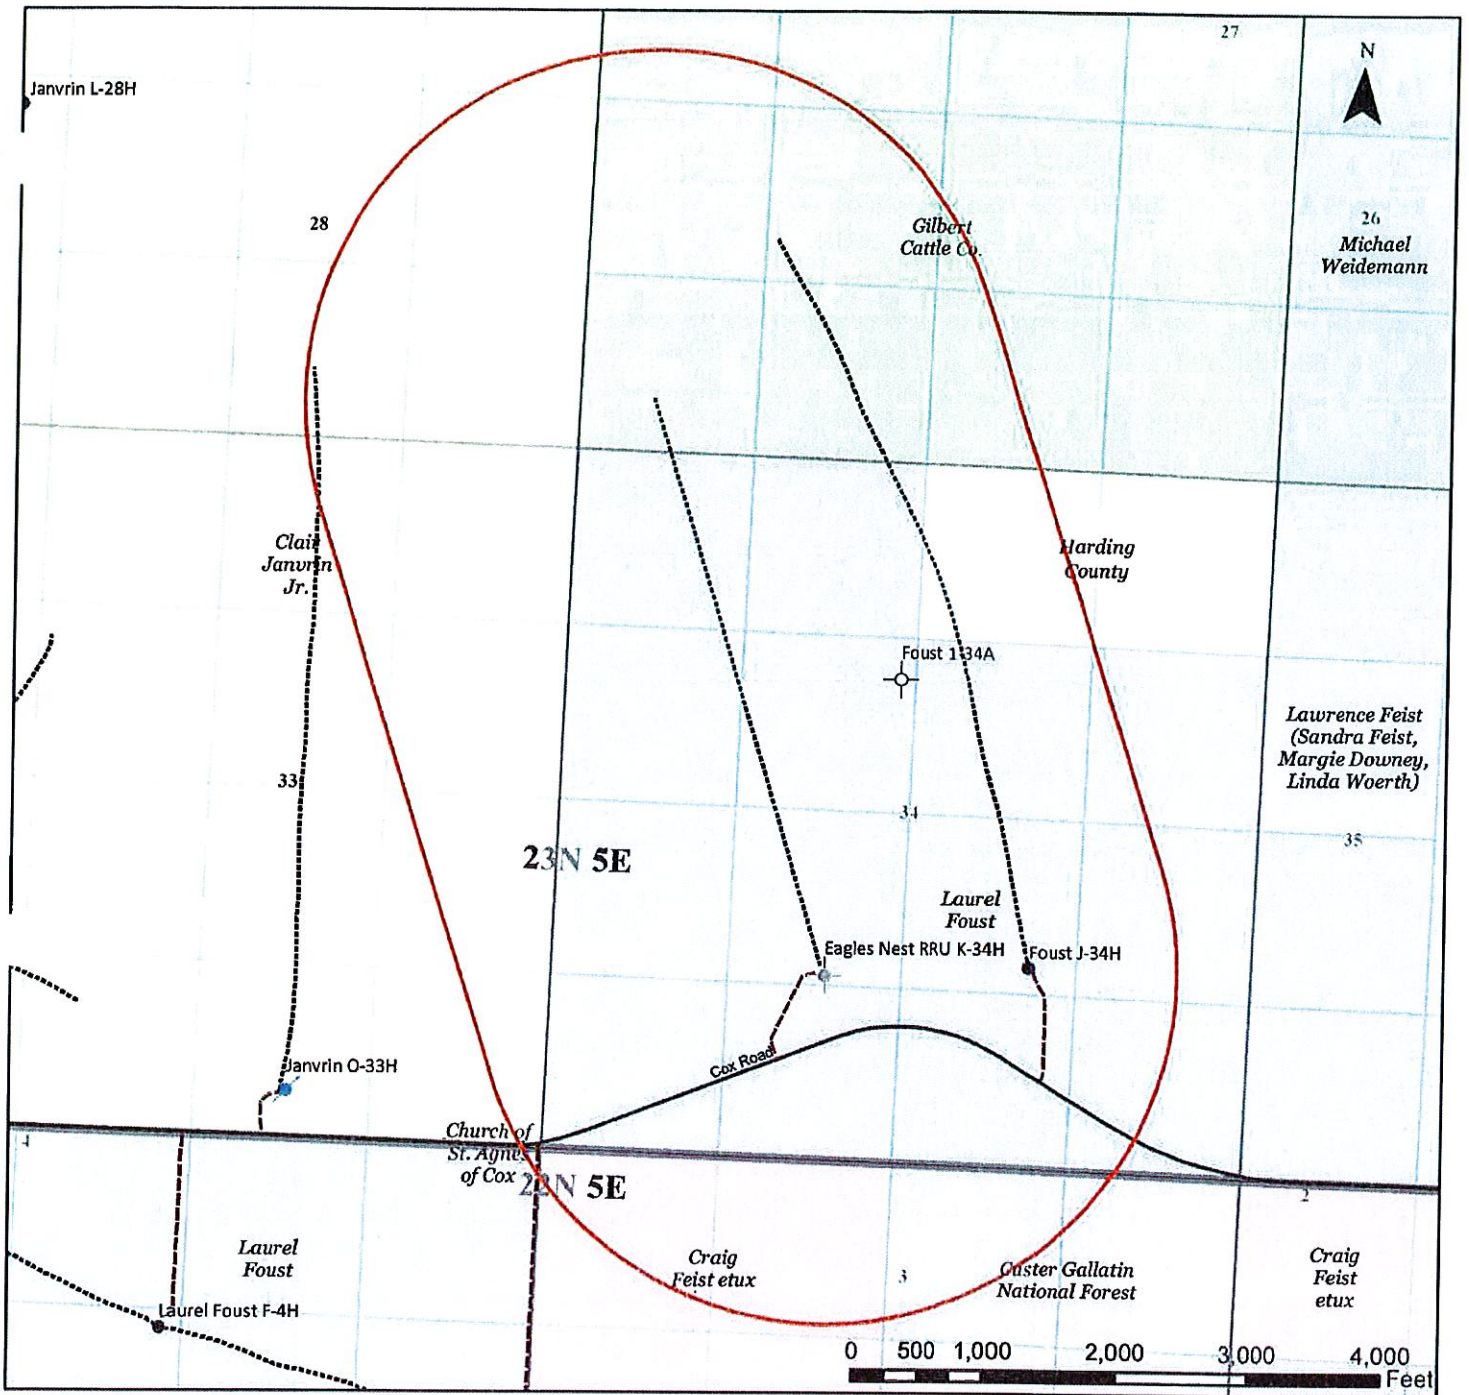 27
N
Janvrin L-28H
28
Gilbert
Cattle Co.
26
Michael
Weidemann
Clair
Janvrin
Jr.
Harding
County
Foust 1-34A
Lawrence Feist
(Sandra Feist,
Margie Downey,
Linda Woerth)
33
34
35
23N 5E
Laurel
Foust
Eagles Nest RRU K-34H
Foust J-34H
Cox Road
Janvrin O-33H
4
Church of
St. Agnes
of Cox
22N 5E
2
Laurel
Foust
Craig
Feist etux
3
Custer Gallatin
National Forest
Craig
Feist
etux
Laurel Foust F-4H
0 500 1,000 2,000 3,000 4,000
Feet